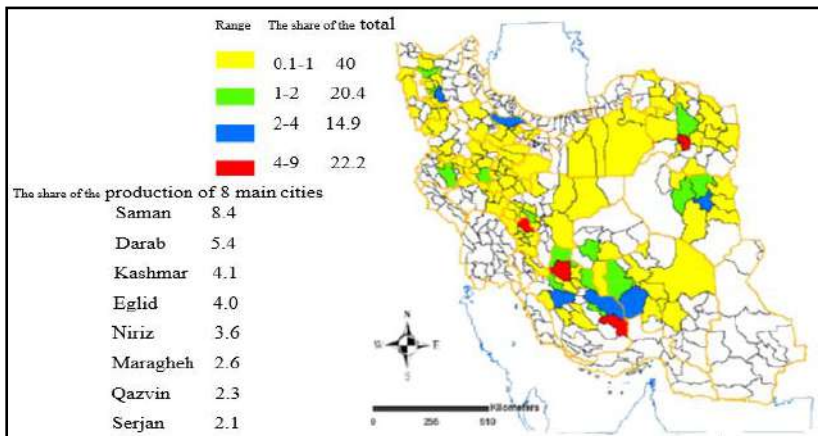 Range The share of the total
0.1-1 40
1-2 20.4
2-4 14.9
4-9 22.2
The share of the production of 8 main cities
Saman 8.4
Darab 5.4
Kashmar 4.1
Eglid 4.0
Niriz 3.6
Maragheh 2.6
Qazvin 2.3
Serjan 2.1
N
S
Kilometers
0